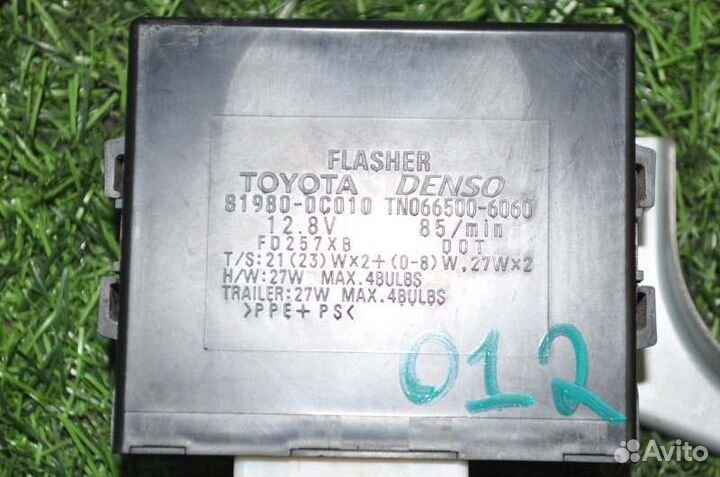 FLASHER
TOYOTA DENSO
81980-0C010 TN066500-6060
12.8V 85/min
FD257XB DOT
T/S:21(23)W×2+(0-8)W,27W×2
H/W:27W MAX.4BULBS
TRAILER:27W MAX.4BULBS
>PPE+PS<
012
Avito